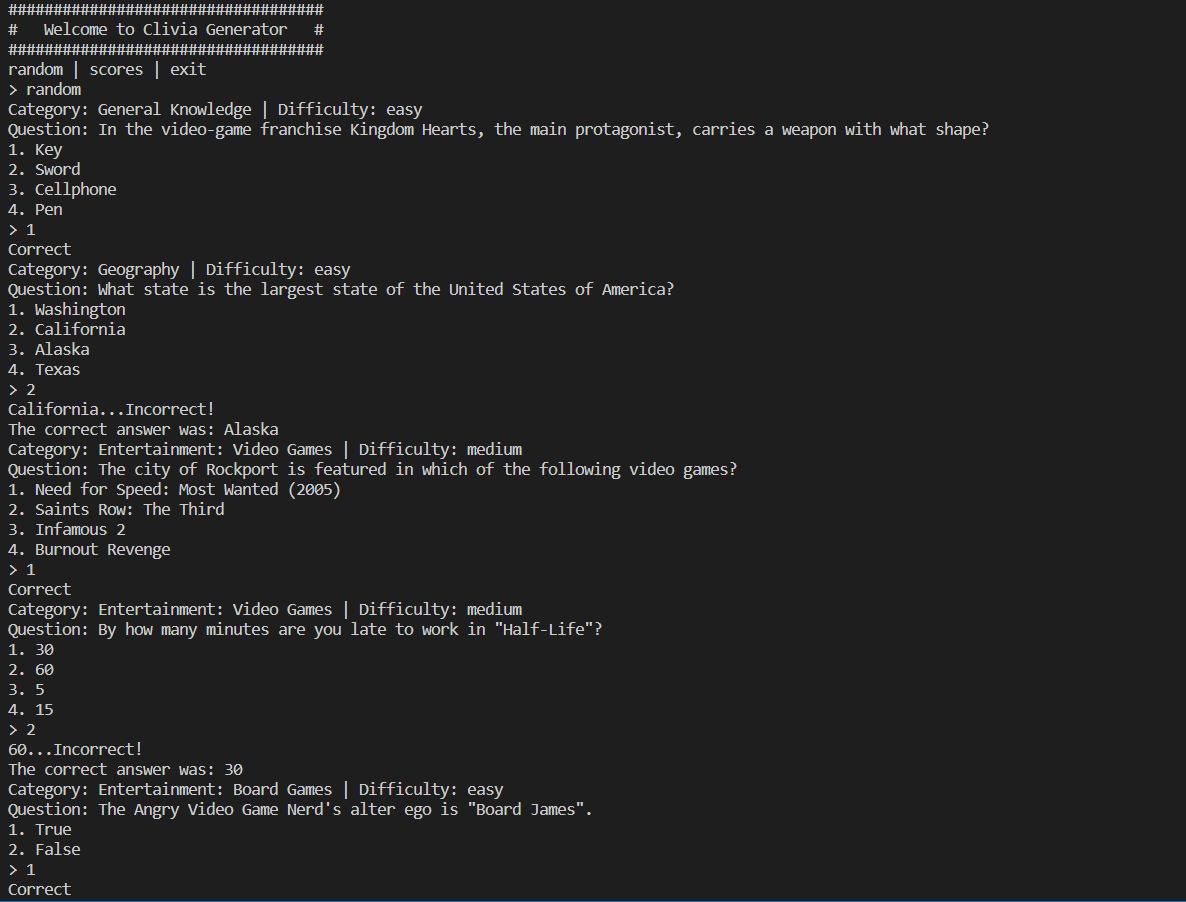 ###################################
#   Welcome to Clivia Generator   #
###################################
random | scores | exit
> random
Category: General Knowledge | Difficulty: easy
Question: In the video-game franchise Kingdom Hearts, the main protagonist, carries a weapon with what shape?
1. Key
2. Sword
3. Cellphone
4. Pen
> 1
Correct
Category: Geography | Difficulty: easy
Question: What state is the largest state of the United States of America?
1. Washington
2. California
3. Alaska
4. Texas
> 2
California...Incorrect!
The correct answer was: Alaska
Category: Entertainment: Video Games | Difficulty: medium
Question: The city of Rockport is featured in which of the following video games?
1. Need for Speed: Most Wanted (2005)
2. Saints Row: The Third
3. Infamous 2
4. Burnout Revenge
> 1
Correct
Category: Entertainment: Video Games | Difficulty: medium
Question: By how many minutes are you late to work in "Half-Life"?
1. 30
2. 60
3. 5
4. 15
> 2
60...Incorrect!
The correct answer was: 30
Category: Entertainment: Board Games | Difficulty: easy
Question: The Angry Video Game Nerd's alter ego is "Board James".
1. True
2. False
> 1
Correct